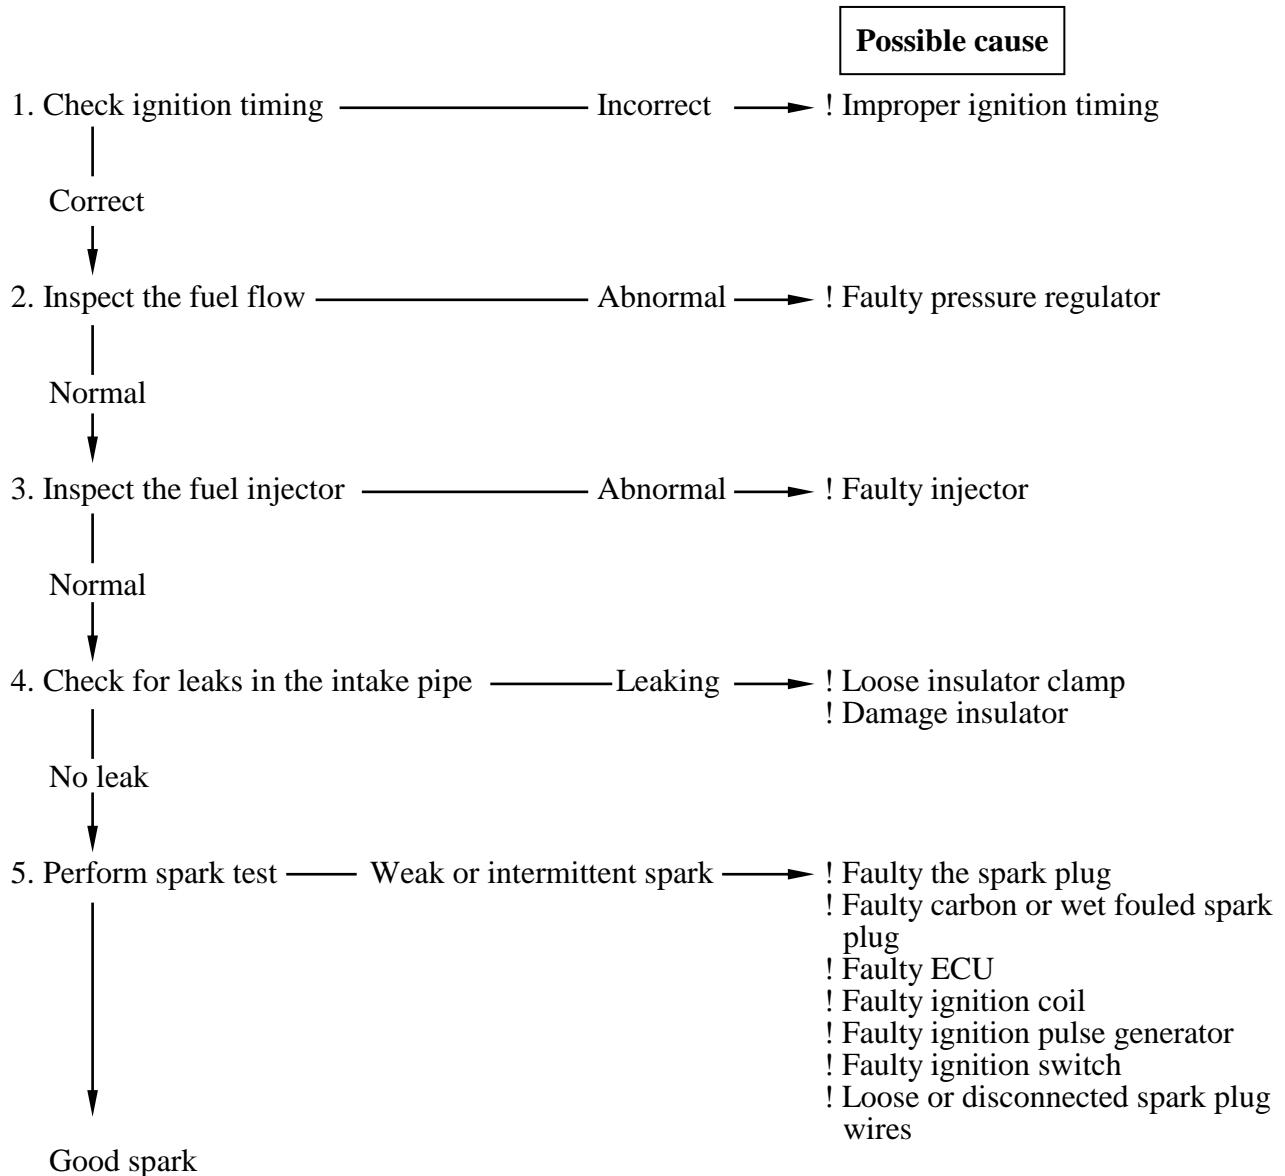 Possible cause
1. Check ignition timing Incorrect ! Improper ignition timing
Correct
2. Inspect the fuel flow Abnormal ! Faulty pressure regulator
Normal
3. Inspect the fuel injector Abnormal ! Faulty injector
Normal
4. Check for leaks in the intake pipe Leaking ! Loose insulator clamp
! Damage insulator
No leak
5. Perform spark test Weak or intermittent spark ! Faulty the spark plug
! Faulty carbon or wet fouled spark
plug
! Faulty ECU
! Faulty ignition coil
! Faulty ignition pulse generator
! Faulty ignition switch
! Loose or disconnected spark plug
wires
Good spark